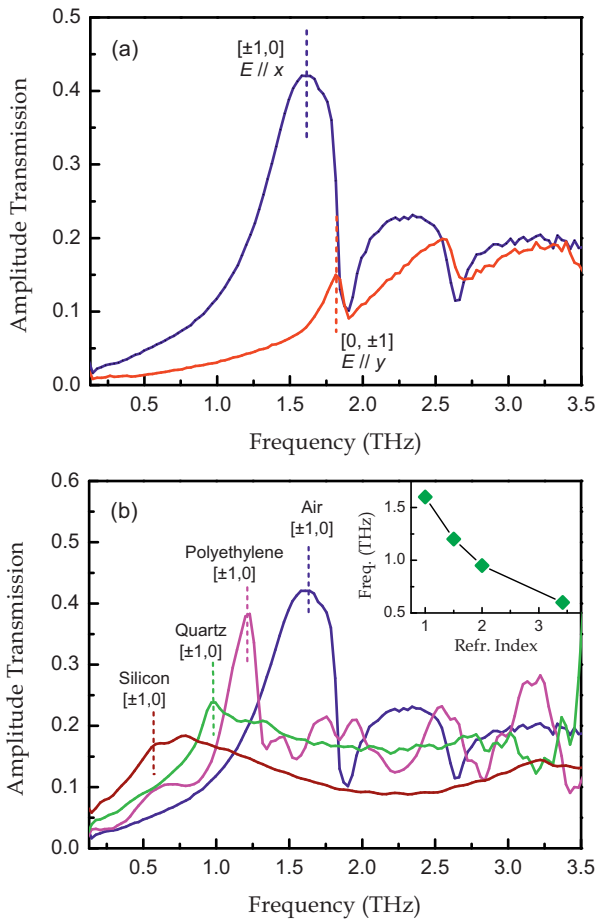 (a)
[±1,0]
E // x
[0, ±1]
E // y
0.5
0.4
0.3
0.2
0.1
0.0
Amplitude Transmission
0.5 1.0 1.5 2.0 2.5 3.0 3.5
Frequency (THz)
(b)
Air
[±1,0]
Polyethylene
[±1,0]
Quartz
[±1,0]
Silicon
[±1,0]
0.6
0.5
0.4
0.3
0.2
0.1
0.0
Amplitude Transmission
0.5 1.0 1.5 2.0 2.5 3.0 3.5
Frequency (THz)
1.5
1.0
0.5
Freq. (THz)
1 2 3
Refr. Index